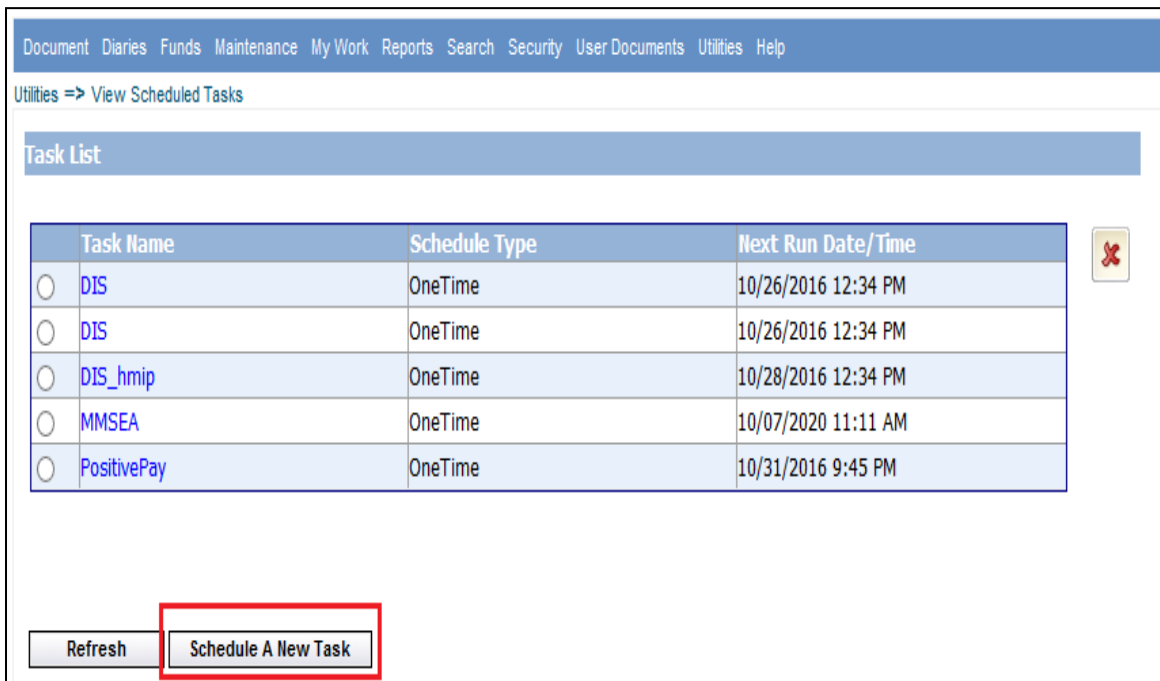 Document Diaries Funds Maintenance My Work Reports Search Security User Documents Utilities Help
Utilities => View Scheduled Tasks
Task List
Task Name Schedule Type Next Run Date/Time
DIS OneTime 10/26/2016 12:34 PM
DIS OneTime 10/26/2016 12:34 PM
DIS_hmip OneTime 10/28/2016 12:34 PM
MMSEA OneTime 10/07/2020 11:11 AM
PositivePay OneTime 10/31/2016 9:45 PM
Refresh Schedule A New Task